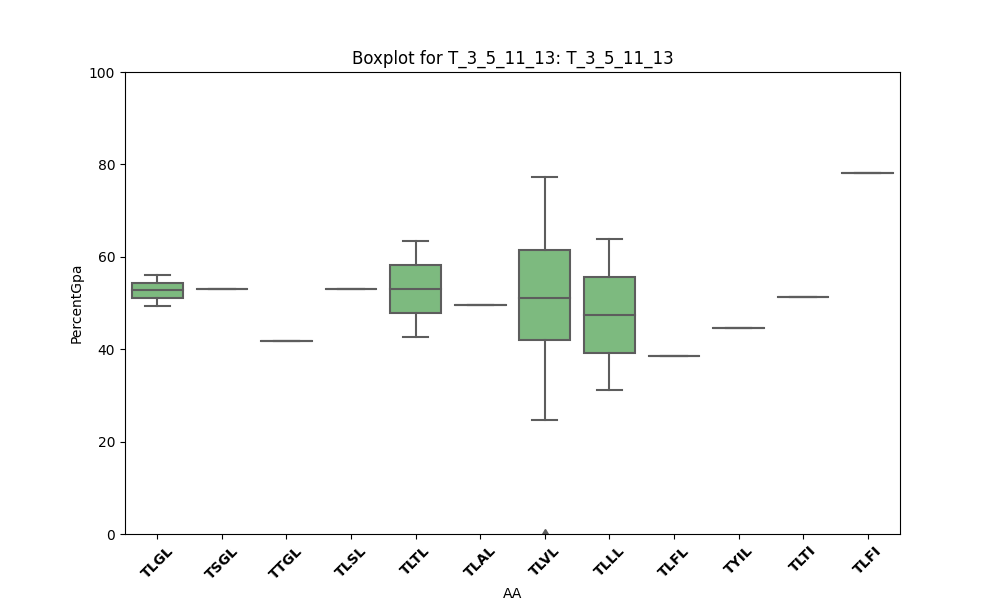 Boxplot for T_3_5_11_13: T_3_5_11_13
100
80
60
40
20
0
PercentGpa
TLGL TSGL TTGL TLSL TLTL TLAL TLVL TLLL TLFL TYIL TLTI TLFI
AA